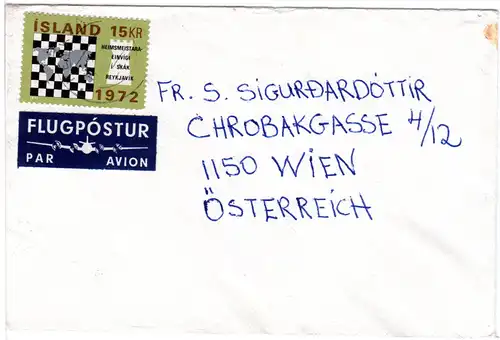 ÍSLAND 15KR
HEIMSMEISTARA-
EINVÍGI
Í SKÁK
REYKJAVÍK
1972
FLUGPÓSTUR
PAR AVION
FR. S. SIGURÐARDÓTTIR
CHROBAKGASSE 4/12
1150 WIEN
ÖSTERREICH